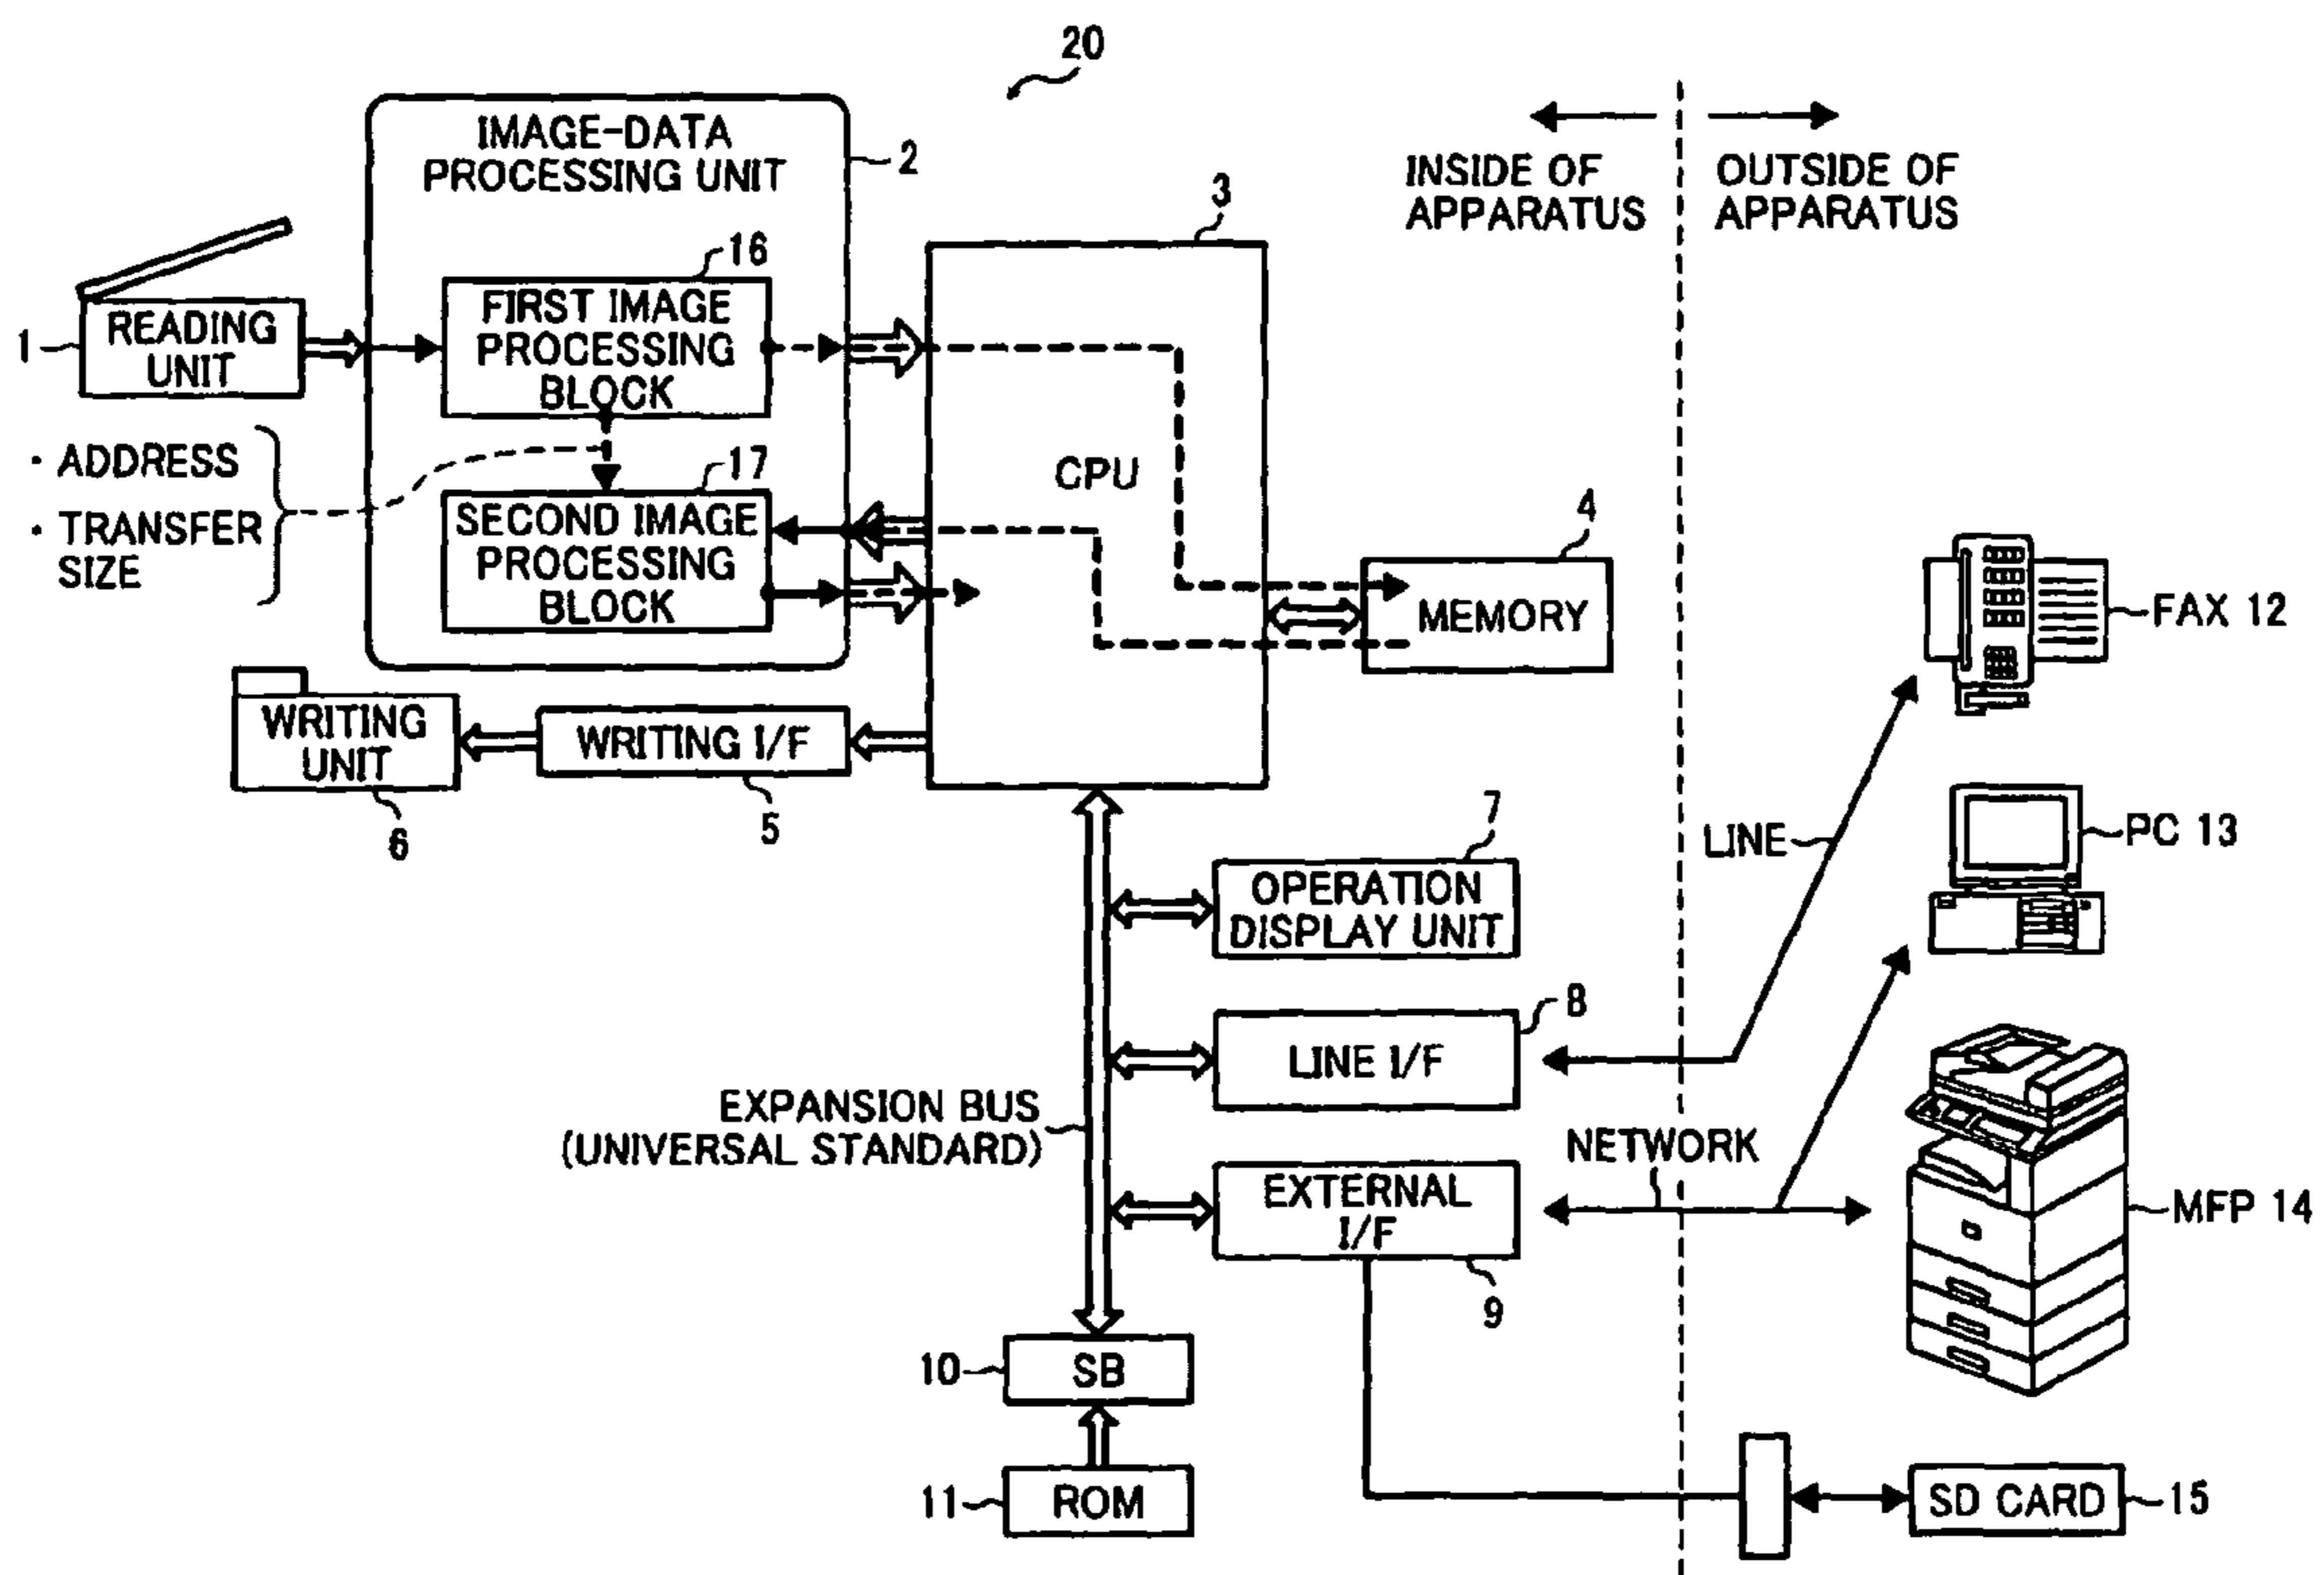 20
IMAGE-DATA
PROCESSING UNIT
2
INSIDE OF
APPARATUS
OUTSIDE OF
APPARATUS
3
16
1
READING
UNIT
FIRST IMAGE
PROCESSING
BLOCK
· ADDRESS
· TRANSFER
SIZE
17
CPU
SECOND IMAGE
PROCESSING
BLOCK
4
MEMORY
FAX 12
WRITING
UNIT
6
WRITING I/F
5
7
OPERATION
DISPLAY UNIT
LINE
PC 13
8
LINE I/F
EXPANSION BUS
(UNIVERSAL STANDARD)
NETWORK
EXTERNAL
I/F
9
MFP 14
10
SB
11
ROM
SD CARD
15